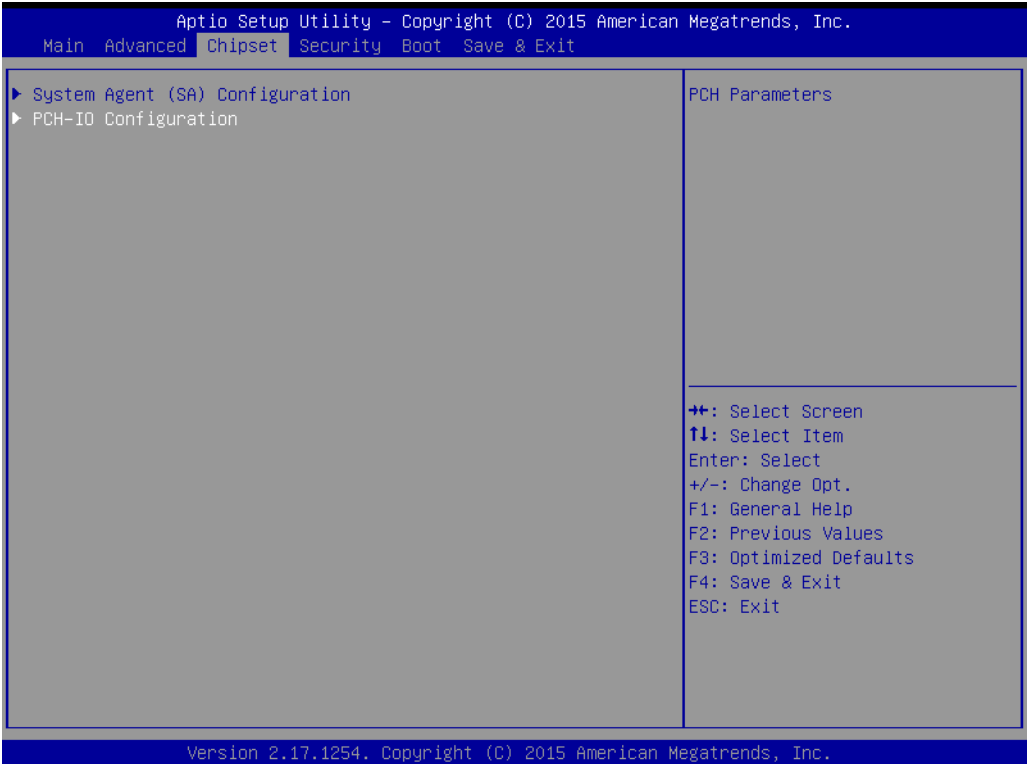 Aptio Setup Utility – Copyright (C) 2015 American Megatrends, Inc.
Main Advanced Chipset Security Boot Save & Exit
▶ System Agent (SA) Configuration
▶ PCH-IO Configuration
PCH Parameters
→←: Select Screen
↑↓: Select Item
Enter: Select
+/-: Change Opt.
F1: General Help
F2: Previous Values
F3: Optimized Defaults
F4: Save & Exit
ESC: Exit
Version 2.17.1254. Copyright (C) 2015 American Megatrends, Inc.